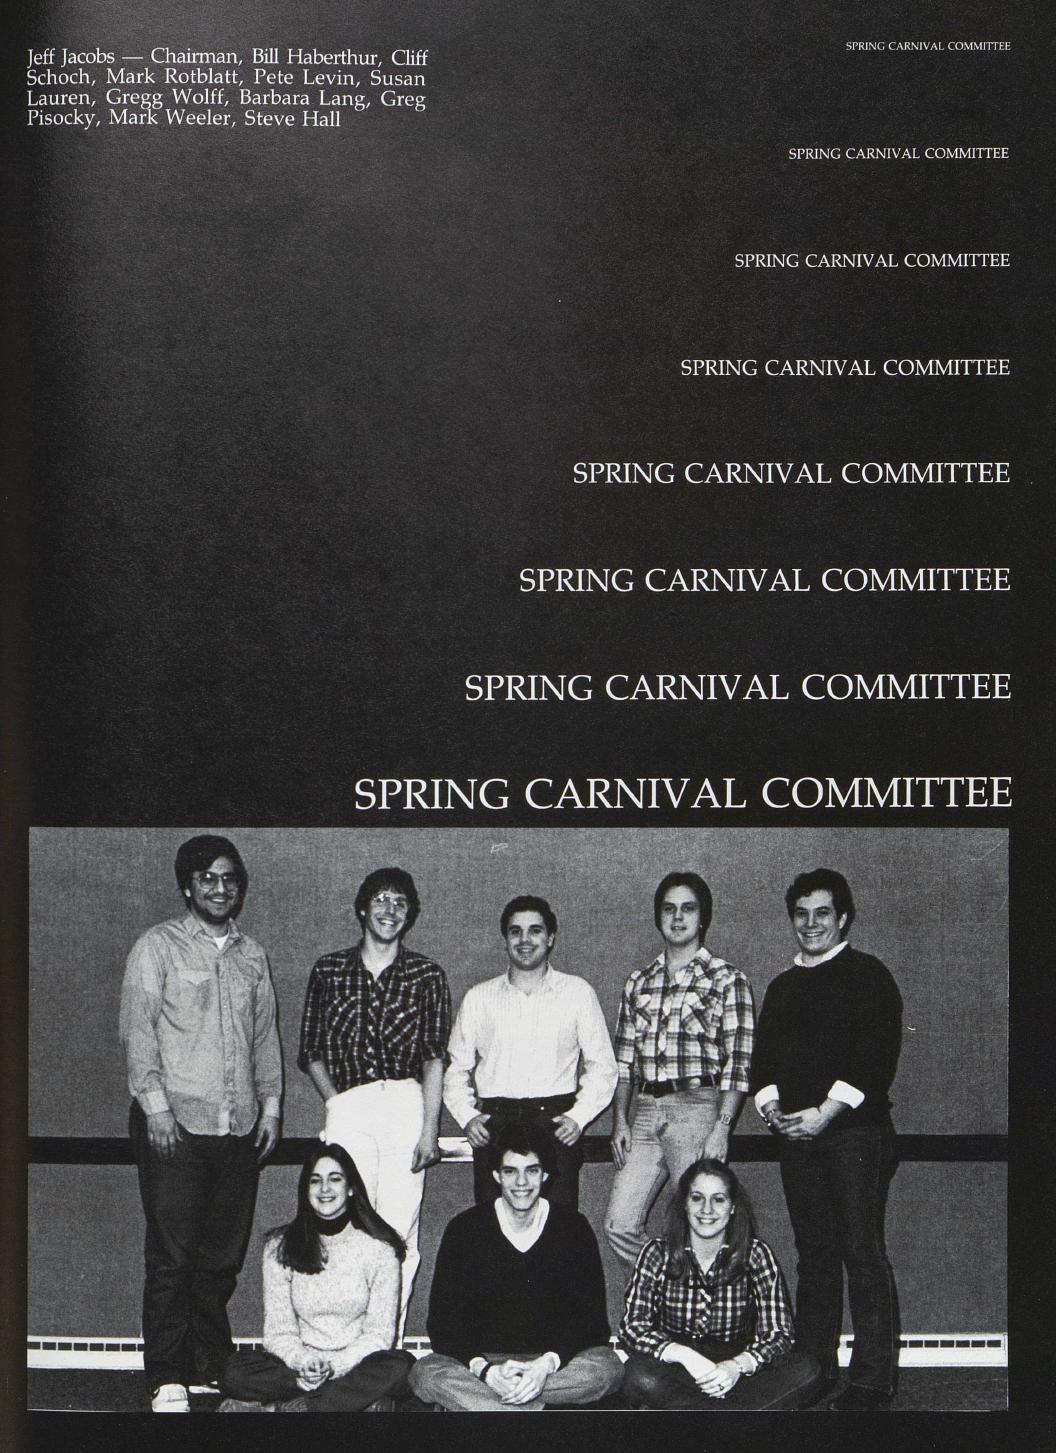 Jeff Jacobs — Chairman, Bill Haberthur, Cliff
Schoch, Mark Rotblatt, Pete Levin, Susan
Lauren, Gregg Wolff, Barbara Lang, Greg
Pisocky, Mark Weeler, Steve Hall
SPRING CARNIVAL COMMITTEE
SPRING CARNIVAL COMMITTEE
SPRING CARNIVAL COMMITTEE
SPRING CARNIVAL COMMITTEE
SPRING CARNIVAL COMMITTEE
SPRING CARNIVAL COMMITTEE
SPRING CARNIVAL COMMITTEE
SPRING CARNIVAL COMMITTEE